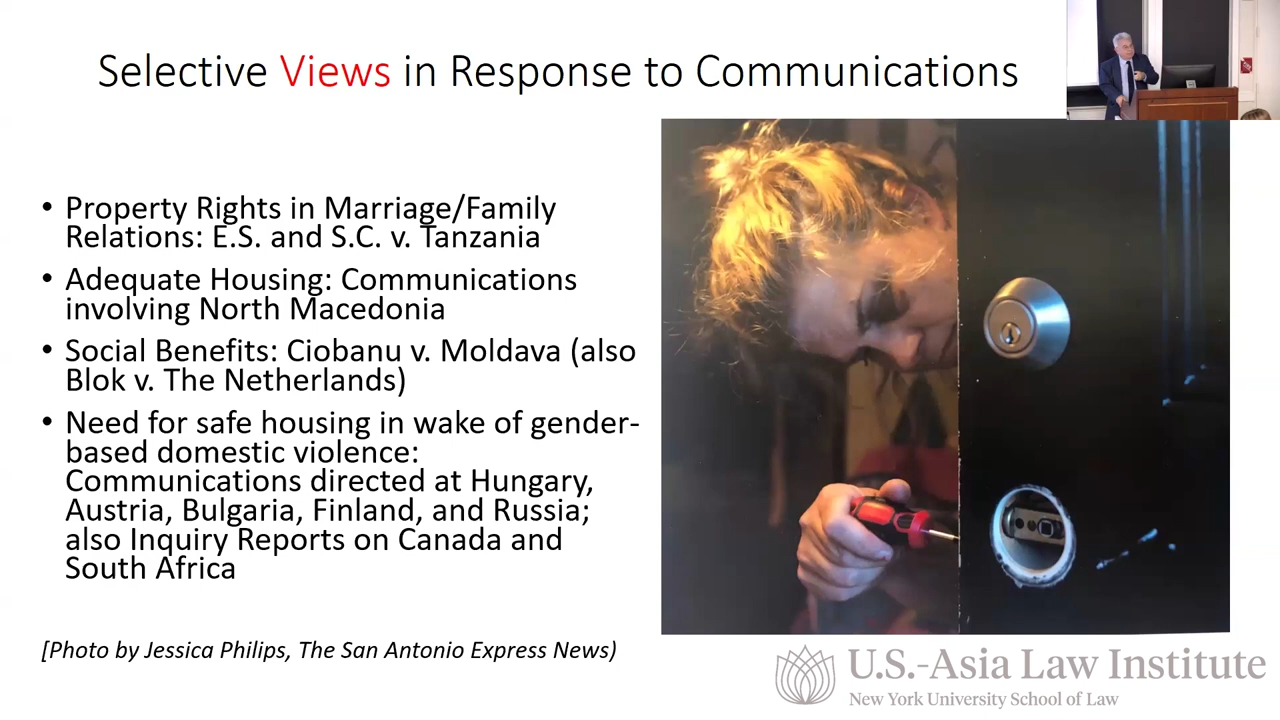 Selective Views in Response to Communications
• Property Rights in Marriage/Family
Relations: E.S. and S.C. v. Tanzania
• Adequate Housing: Communications
involving North Macedonia
• Social Benefits: Ciobanu v. Moldava (also
Blok v. The Netherlands)
• Need for safe housing in wake of gender-
based domestic violence:
Communications directed at Hungary,
Austria, Bulgaria, Finland, and Russia;
also Inquiry Reports on Canada and
South Africa
[Photo by Jessica Philips, The San Antonio Express News)
U.S.-Asia Law Institute
New York University School of Law